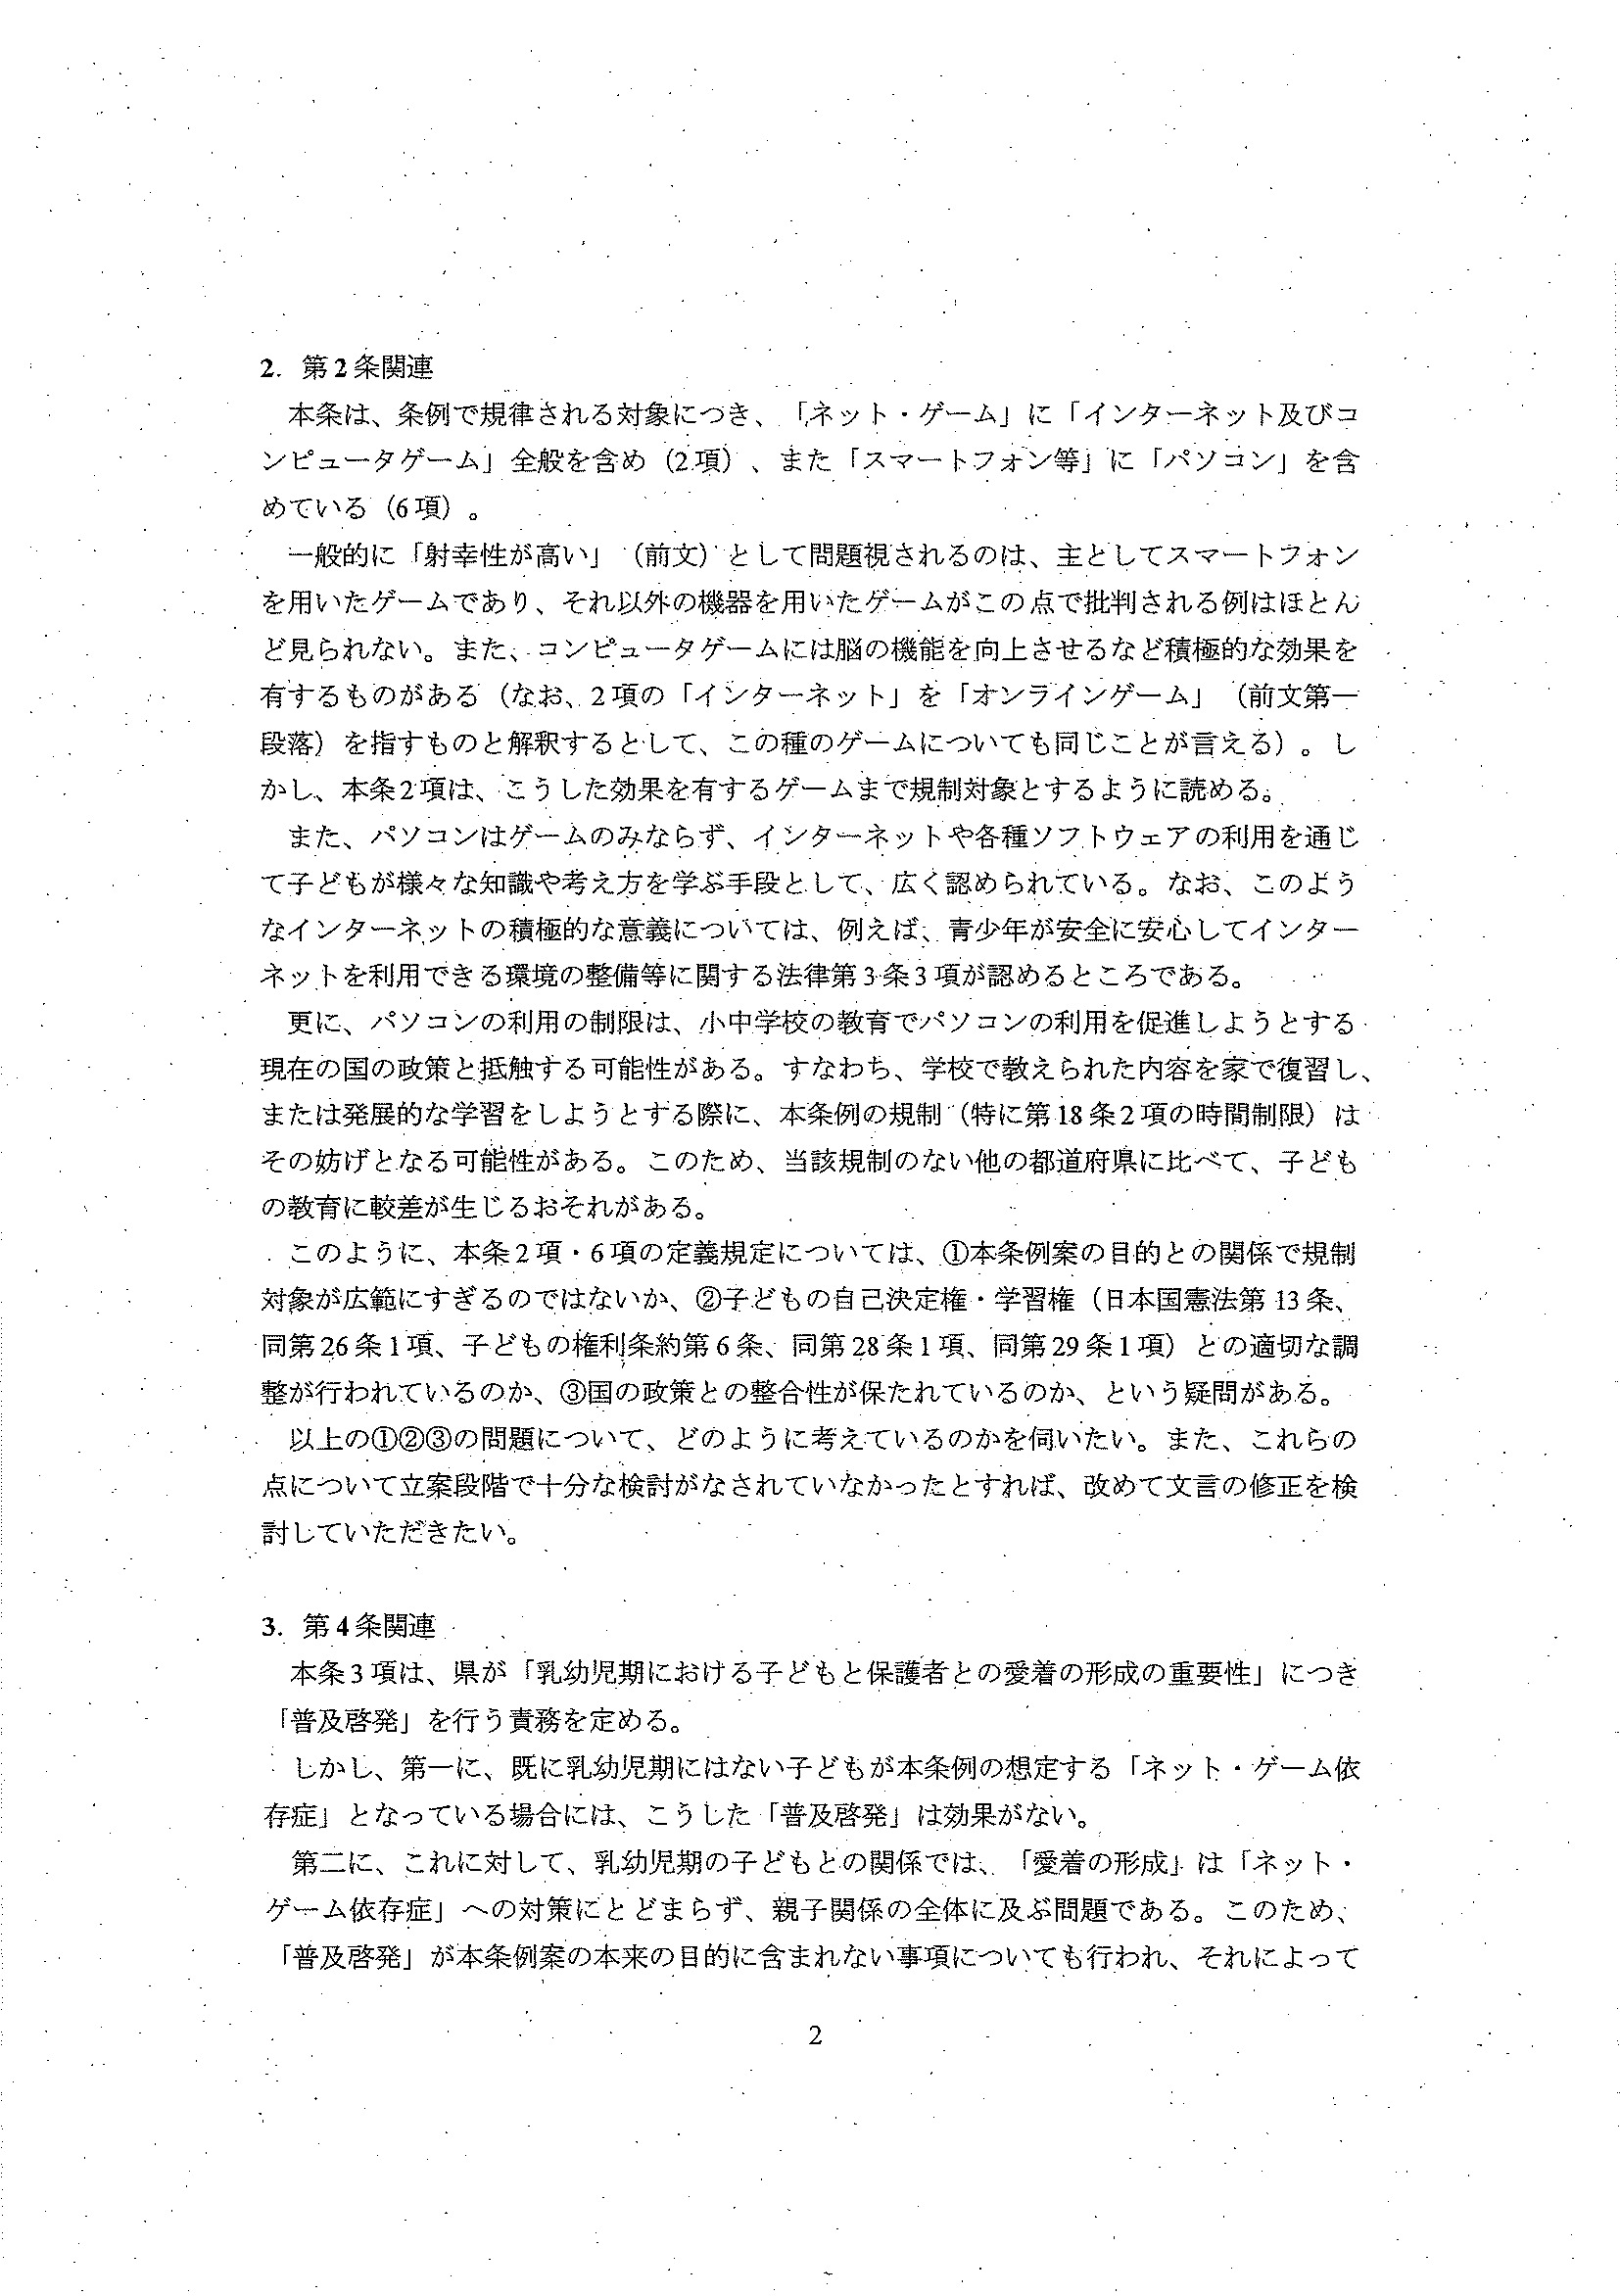 2. 第2条関連
本条は、条例で規律される対象につき、「ネット・ゲーム」に「インターネット及びコ
ンピュータゲーム」全般を含め（2項）、また「スマートフォン等」に「パソコン」を含
めている（6項）。
一般的に「射幸性が高い」（前文）として問題視されるのは、主としてスマートフォン
を用いたゲームであり、それ以外の機器を用いたゲームがこの点で批判される例はほとん
ど見られない。また、コンピュータゲームには脳の機能を向上させるなど積極的な効果を
有するものがある（なお、2項の「インターネット」を「オンラインゲーム」（前文第一
段落）を指すものと解釈するとして、この種のゲームについても同じことが言える）。し
かし、本条2項は、こうした効果を有するゲームまで規制対象とするように読める。
また、パソコンはゲームのみならず、インターネットや各種ソフトウェアの利用を通じ
て子どもが様々な知識や考え方を学ぶ手段として、広く認められている。なお、このよう
なインターネットの積極的な意義については、例えば、青少年が安全に安心してインター
ネットを利用できる環境の整備等に関する法律第3条3項が認めるところである。
更に、パソコンの利用の制限は、小中学校の教育でパソコンの利用を促進しようとする
現在の国の政策と抵触する可能性がある。すなわち、学校で教えられた内容を家で復習し、
または発展的な学習をしようとする際に、本条例の規制（特に第18条2項の時間制限）は
その妨げとなる可能性がある。このため、当該規制のない他の都道府県に比べて、子ども
の教育に較差が生じるおそれがある。
このように、本条2項・6項の定義規定については、①本条例案の目的との関係で規制
対象が広範にすぎるのではないか、②子どもの自己決定権・学習権（日本国憲法第13条、
同第26条1項、子どもの権利条約第6条、同第28条1項、同第29条1項）との適切な調
整が行われているのか、③国の政策との整合性が保たれているのか、という疑問がある。
以上の①②③の問題について、どのように考えているのかを伺いたい。また、これらの
点について立案段階で十分な検討がなされていなかったとすれば、改めて文言の修正を検
討していただきたい。
3. 第4条関連
本条3項は、県が「乳幼児期における子どもと保護者との愛着の形成の重要性」につき
「普及啓発」を行う責務を定める。
しかし、第一に、既に乳幼児期にはない子どもが本条例の想定する「ネット・ゲーム依
存症」となっている場合には、こうした「普及啓発」は効果がない。
第二に、これに対して、乳幼児期の子どもとの関係では、「愛着の形成」は「ネット・
ゲーム依存症」への対策にとどまらず、親子関係の全体に及ぶ問題である。このため、
「普及啓発」が本条例案の本来の目的に含まれない事項についても行われ、それによって
2